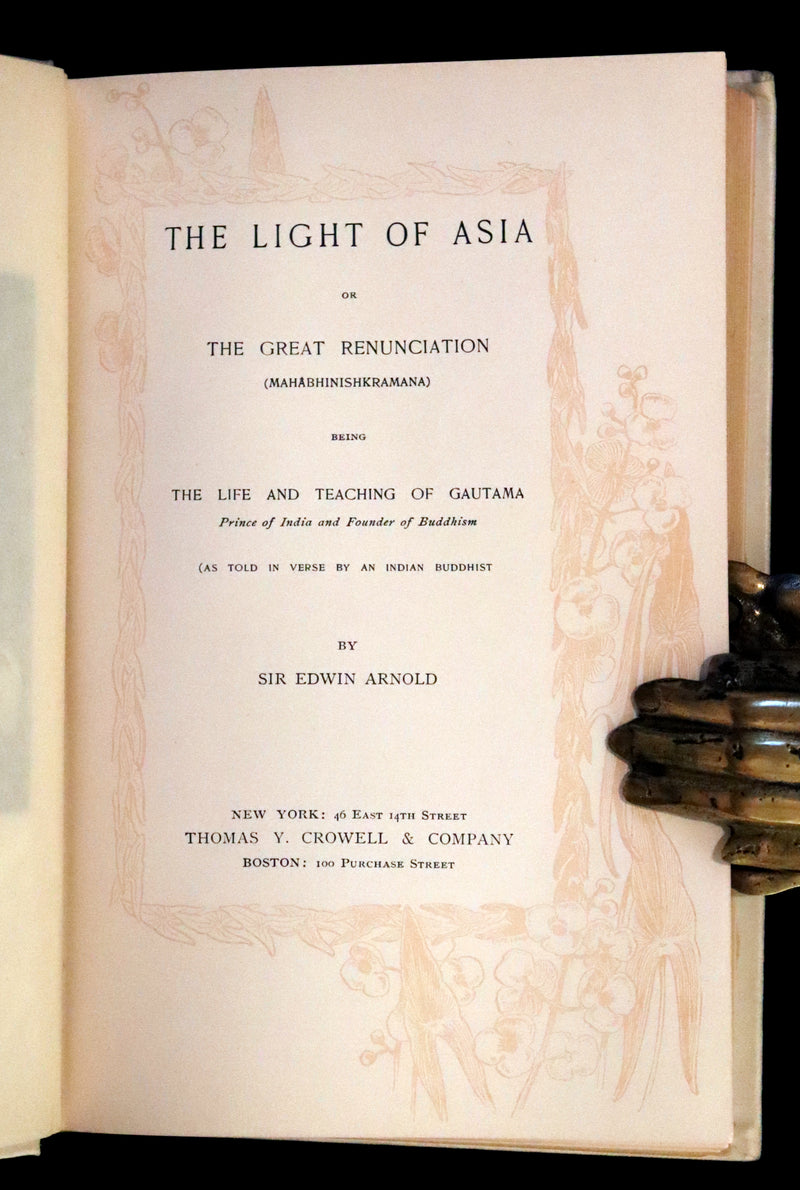 THE LIGHT OF ASIA
OR
THE GREAT RENUNCIATION
(MAHÂBHINISHKRAMANA)
BEING
THE LIFE AND TEACHING OF GAUTAMA
Prince of India and Founder of Buddhism
(AS TOLD IN VERSE BY AN INDIAN BUDDHIST
BY
SIR EDWIN ARNOLD
NEW YORK: 46 EAST 14TH STREET
THOMAS Y. CROWELL & COMPANY
BOSTON: 100 PURCHASE STREET